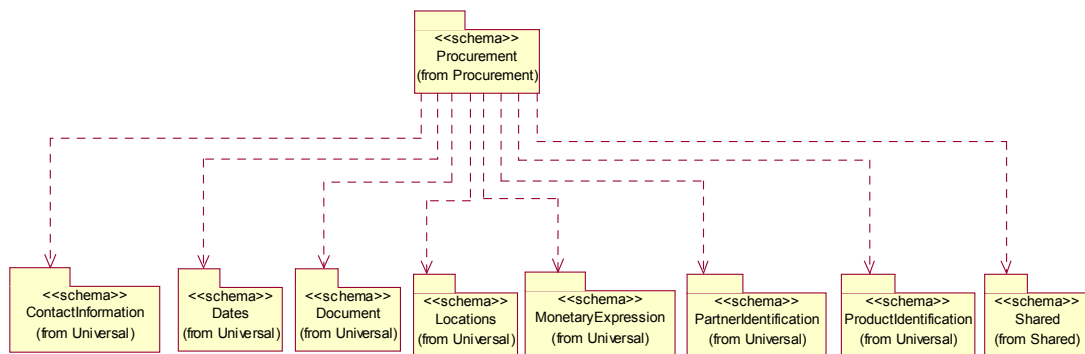 <<schema>>
Procurement
(from Procurement)
<<schema>>
ContactInformation
(from Universal)
<<schema>>
Dates
(from Universal)
<<schema>>
Document
(from Universal)
<<schema>>
Locations
(from Universal)
<<schema>>
MonetaryExpression
(from Universal)
<<schema>>
PartnerIdentification
(from Universal)
<<schema>>
ProductIdentification
(from Universal)
<<schema>>
Shared
(from Shared)